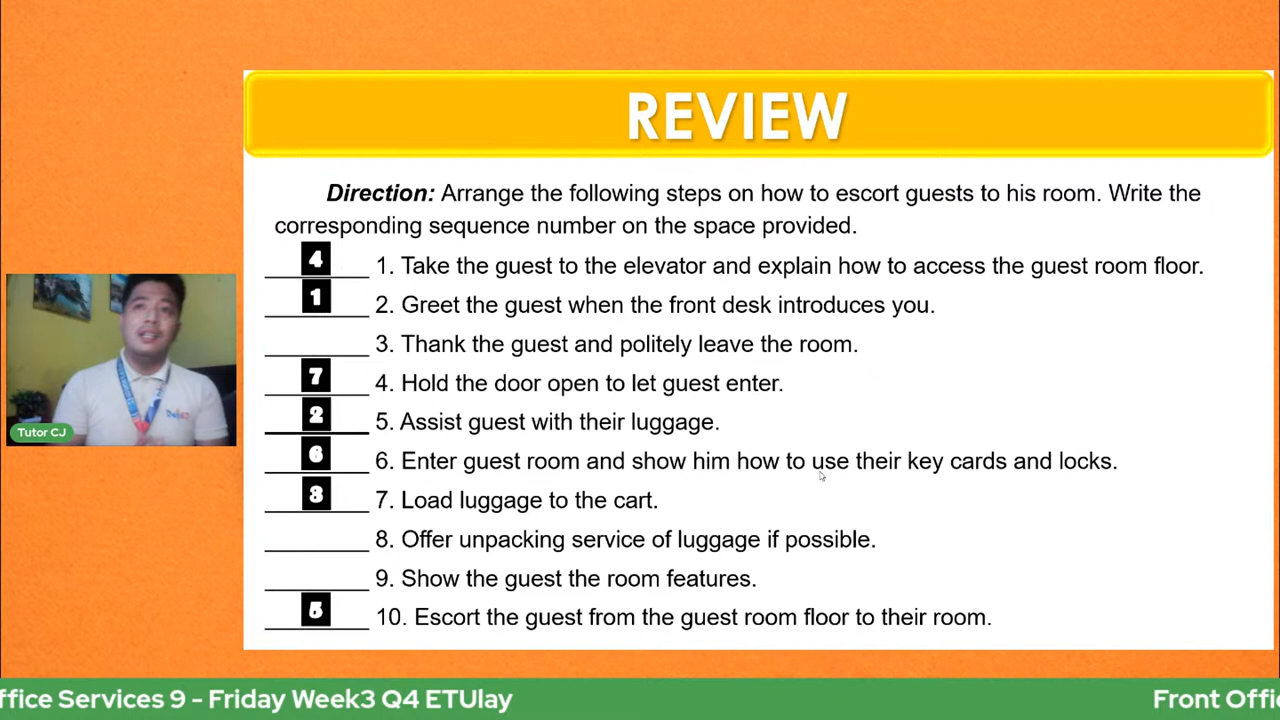 REVIEW
Direction: Arrange the following steps on how to escort guests to his room. Write the
corresponding sequence number on the space provided.
4 1. Take the guest to the elevator and explain how to access the guest room floor.
1 2. Greet the guest when the front desk introduces you.
3. Thank the guest and politely leave the room.
7 4. Hold the door open to let guest enter.
2 5. Assist guest with their luggage.
6 6. Enter guest room and show him how to use their key cards and locks.
3 7. Load luggage to the cart.
8. Offer unpacking service of luggage if possible.
9. Show the guest the room features.
5 10. Escort the guest from the guest room floor to their room.
Tutor CJ
ffice Services 9 - Friday Week3 Q4 ETUlay
Front Offi